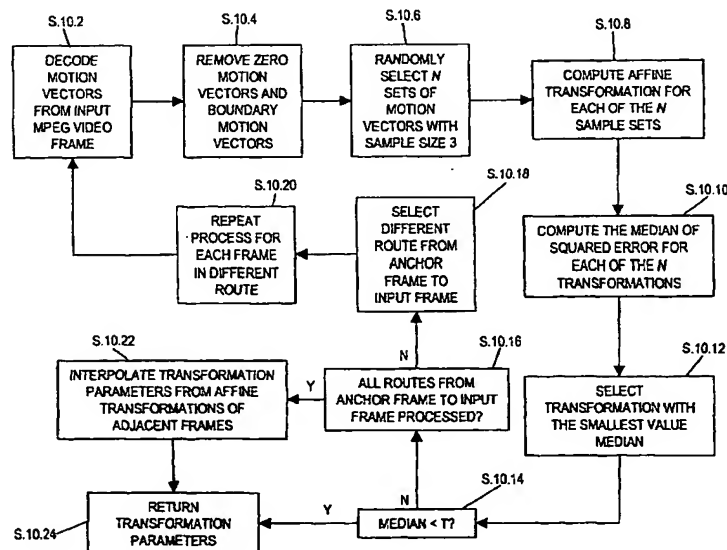 S.10.2
DECODE
MOTION
VECTORS
FROM INPUT
MPEG VIDEO
FRAME
S.10.4
REMOVE ZERO
MOTION
VECTORS AND
BOUNDARY
MOTION
VECTORS
S.10.6
RANDOMLY
SELECT N
SETS OF
MOTION
VECTORS WITH
SAMPLE SIZE 3
S.10.8
COMPUTE AFFINE
TRANSFORMATION FOR
EACH OF THE N
SAMPLE SETS
S.10.10
COMPUTE THE MEDIAN OF
SQUARED ERROR FOR
EACH OF THE N
TRANSFORMATIONS
S.10.12
SELECT
TRANSFORMATION WITH
THE SMALLEST VALUE
MEDIAN
S.10.14
MEDIAN < T?
Y
N
S.10.16
ALL ROUTES FROM
ANCHOR FRAME TO INPUT
FRAME PROCESSED?
Y
N
S.10.18
SELECT
DIFFERENT
ROUTE FROM
ANCHOR
FRAME TO
INPUT FRAME
S.10.20
REPEAT
PROCESS FOR
EACH FRAME
IN DIFFERENT
ROUTE
S.10.22
INTERPOLATE TRANSFORMATION
PARAMETERS FROM AFFINE
TRANSFORMATIONS OF
ADJACENT FRAMES
S.10.24
RETURN
TRANSFORMATION
PARAMETERS